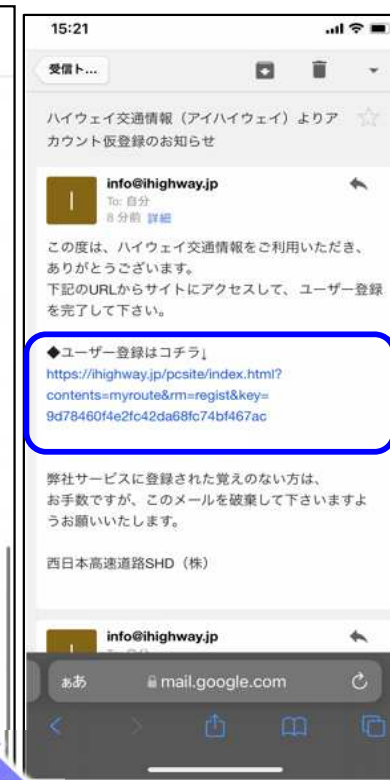 15:21
受信ト...
ハイウェイ交通情報（アイハイウェイ）よりア
カウント仮登録のお知らせ
I
info@ihighway.jp
To: 自分
8 分前 詳細
この度は、ハイウェイ交通情報をご利用いただき、
ありがとうございます。
下記のURLからサイトにアクセスして、ユーザー登録
を完了して下さい。
◆ユーザー登録はコチラ↓
https://ihighway.jp/pcsite/index.html?
contents=myroute&rm=regist&key=
9d78460f4e2fc42da68fc74bf467ac
弊社サービスに登録された覚えのない方は、
お手数ですが、このメールを破棄して下さいますよ
うお願いいたします。
西日本高速道路SHD（株）
info@ihighway.jp
ぁあ
mail.google.com